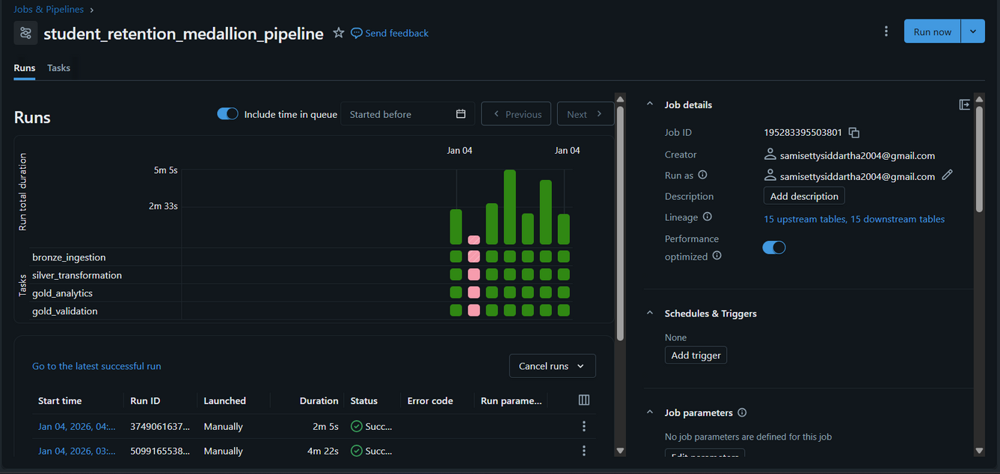 Jobs & Pipelines
student_retention_medallion_pipeline
Send feedback
Run now
Runs
Tasks
Runs
Include time in queue
Started before
Previous
Next
Jan 04
Jan 04
Run total duration
5m 5s
2m 33s
Tasks
bronze_ingestion
silver_transformation
gold_analytics
gold_validation
Go to the latest successful run
Cancel runs
Start time Run ID Launched Duration Status Error code Run parame...
Jan 04, 2026, 04:... 3749061637... Manually 2m 5s Succ...
Jan 04, 2026, 03:... 5099165538... Manually 4m 22s Succ...
Job details
Job ID 195283395503801
Creator samisettysiddartha2004@gmail.com
Run as samisettysiddartha2004@gmail.com
Description Add description
Lineage 15 upstream tables, 15 downstream tables
Performance
optimized
Schedules & Triggers
None
Add trigger
Job parameters
No job parameters are defined for this job
Edit parameters